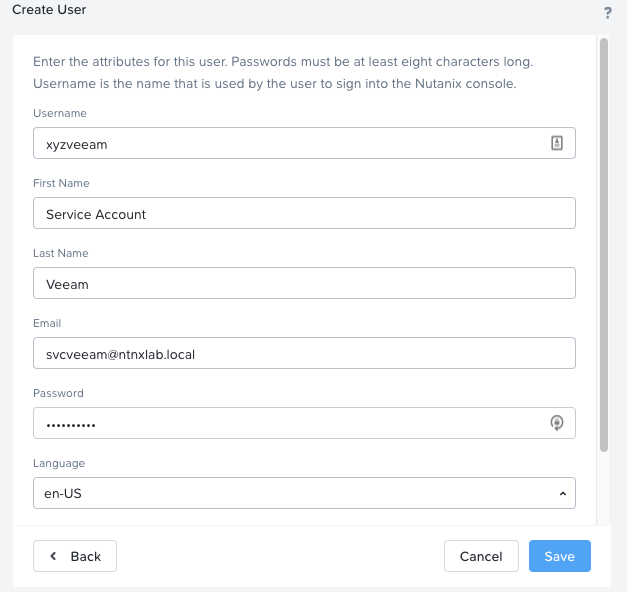 Create User
?
Enter the attributes for this user. Passwords must be at least eight characters long.
Username is the name that is used by the user to sign into the Nutanix console.
Username
xyzveeam
First Name
Service Account
Last Name
Veeam
Email
svcveeam@ntnxlab.local
Password
••••••••••
Language
en-US
Back
Cancel
Save